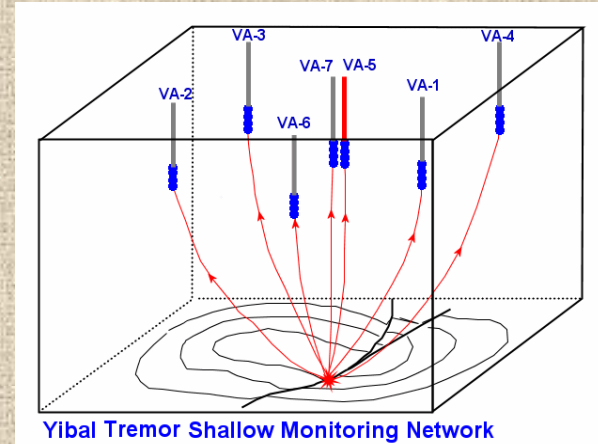 VA-3
VA-4
VA-7
VA-5
VA-1
VA-2
VA-6
Yibal Tremor Shallow Monitoring Network